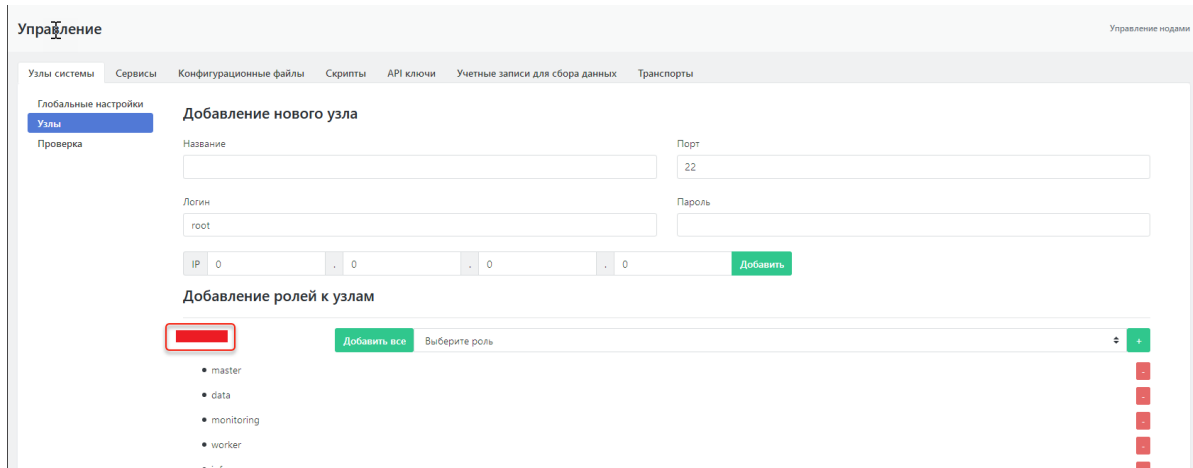 Управление
Управление нодами
Узлы системы Сервисы Конфигурационные файлы Скрипты API ключи Учетные записи для сбора данных Транспорты
Глобальные настройки
Узлы
Проверка
Добавление нового узла
Название Порт
22
Логин Пароль
root
IP 0 . 0 . 0 . 0 Добавить
Добавление ролей к узлам
Добавить все Выберите роль +
• master -
• data -
• monitoring -
• worker -